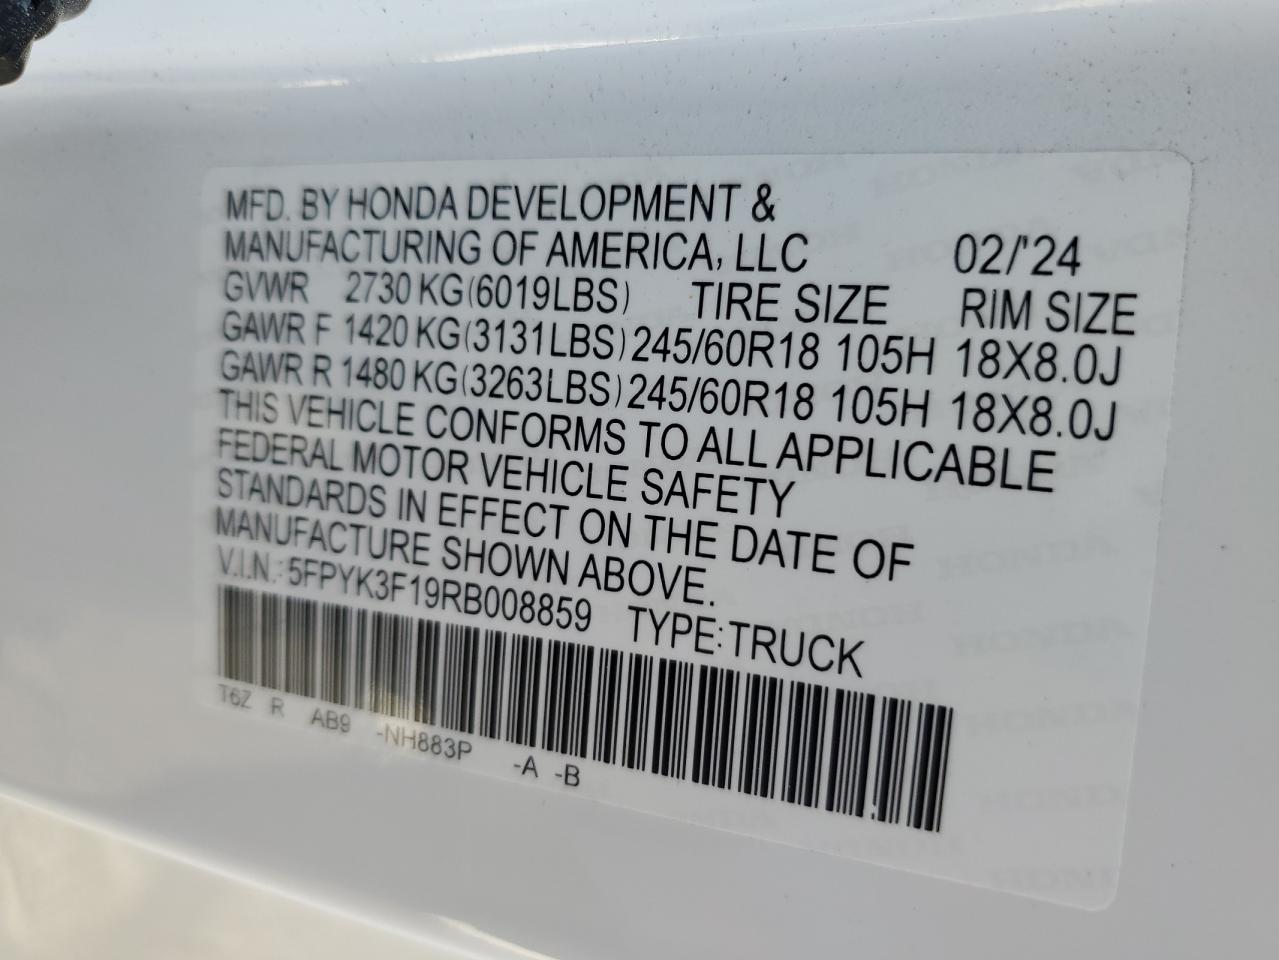 MFD. BY HONDA DEVELOPMENT &
MANUFACTURING OF AMERICA, LLC 02/'24
GVWR 2730 KG(6019LBS) TIRE SIZE RIM SIZE
GAWR F 1420 KG(3131LBS) 245/60R18 105H 18X8.0J
GAWR R 1480 KG(3263LBS) 245/60R18 105H 18X8.0J
THIS VEHICLE CONFORMS TO ALL APPLICABLE
FEDERAL MOTOR VEHICLE SAFETY
STANDARDS IN EFFECT ON THE DATE OF
MANUFACTURE SHOWN ABOVE.
V.I.N.: 5FPYK3F19RB008859 TYPE: TRUCK
T6Z R AB9 -NH883P -A -B